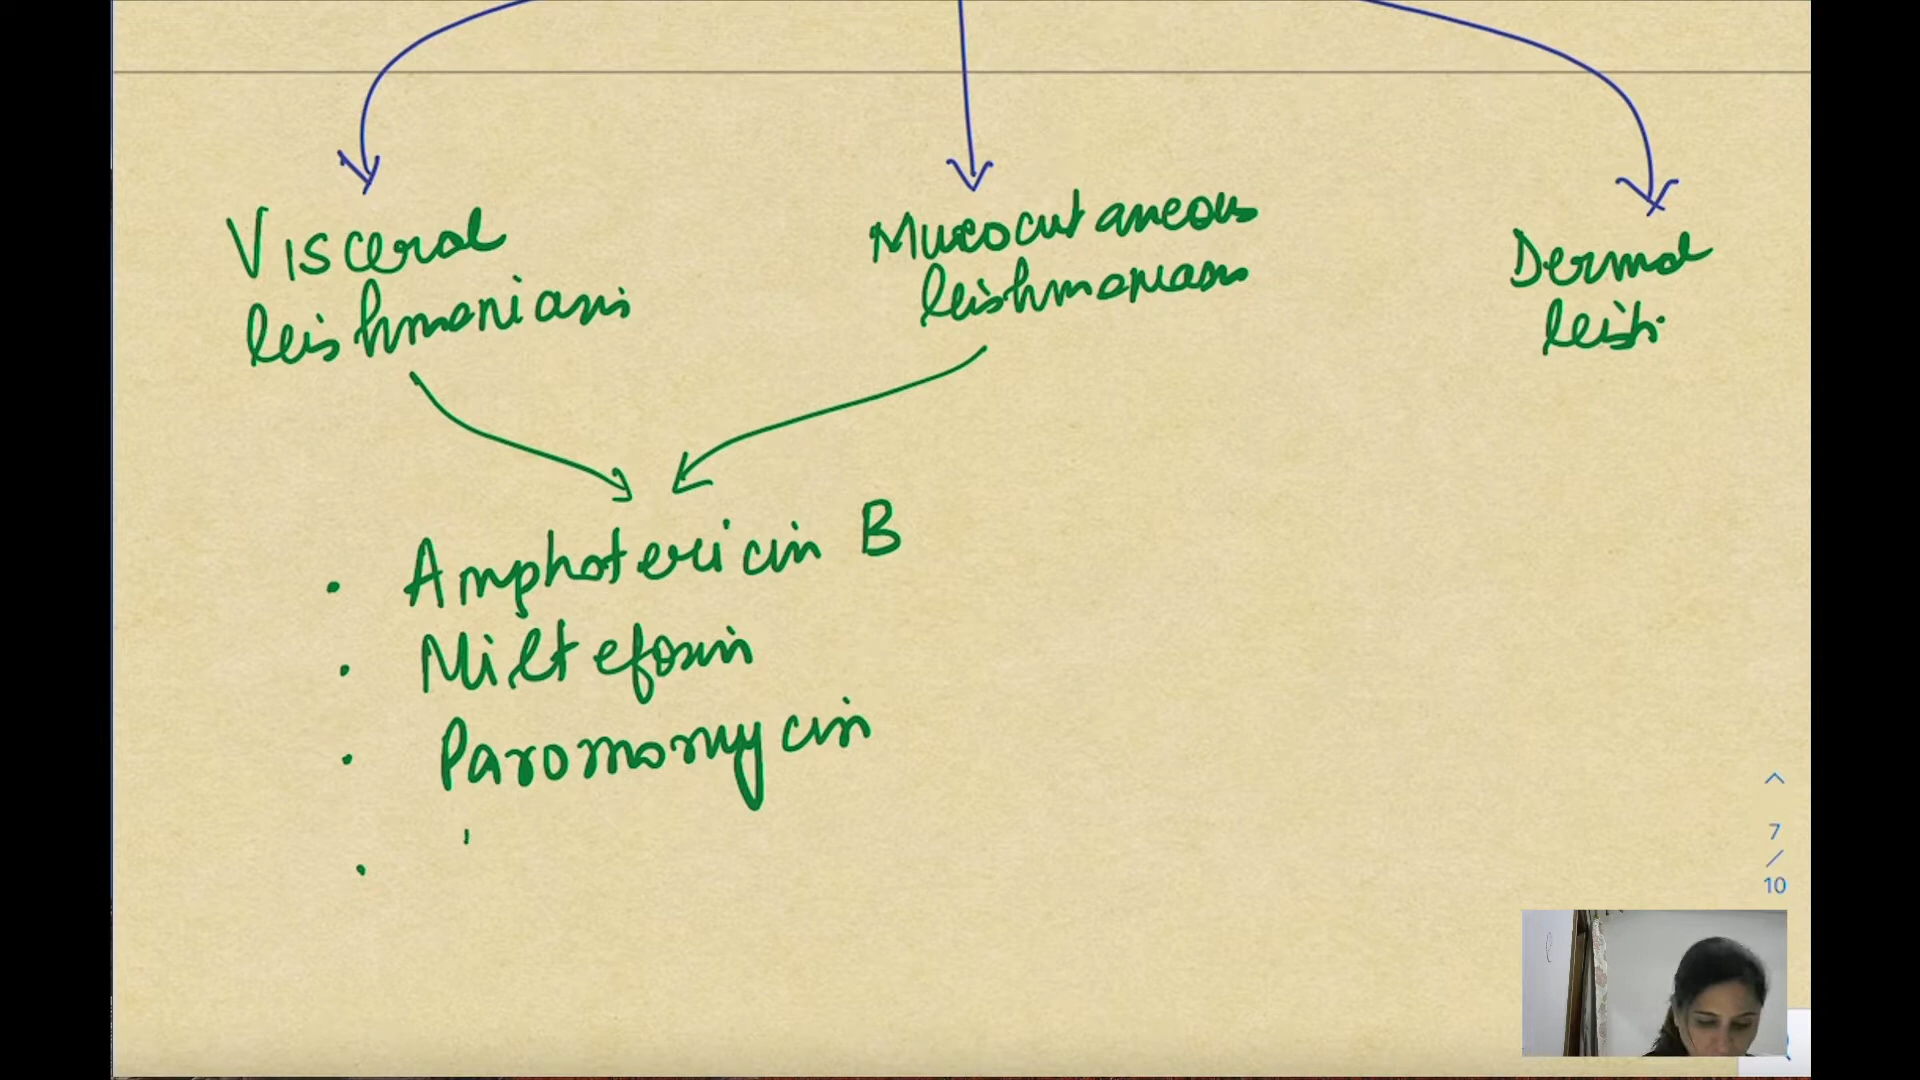 Visceral
leishmaniasis
Mucocutaneous
leishmaniasis
Dermal
leish.
• Amphotericin B
• Miltefosin
• Paromomycin
•
7
/
10